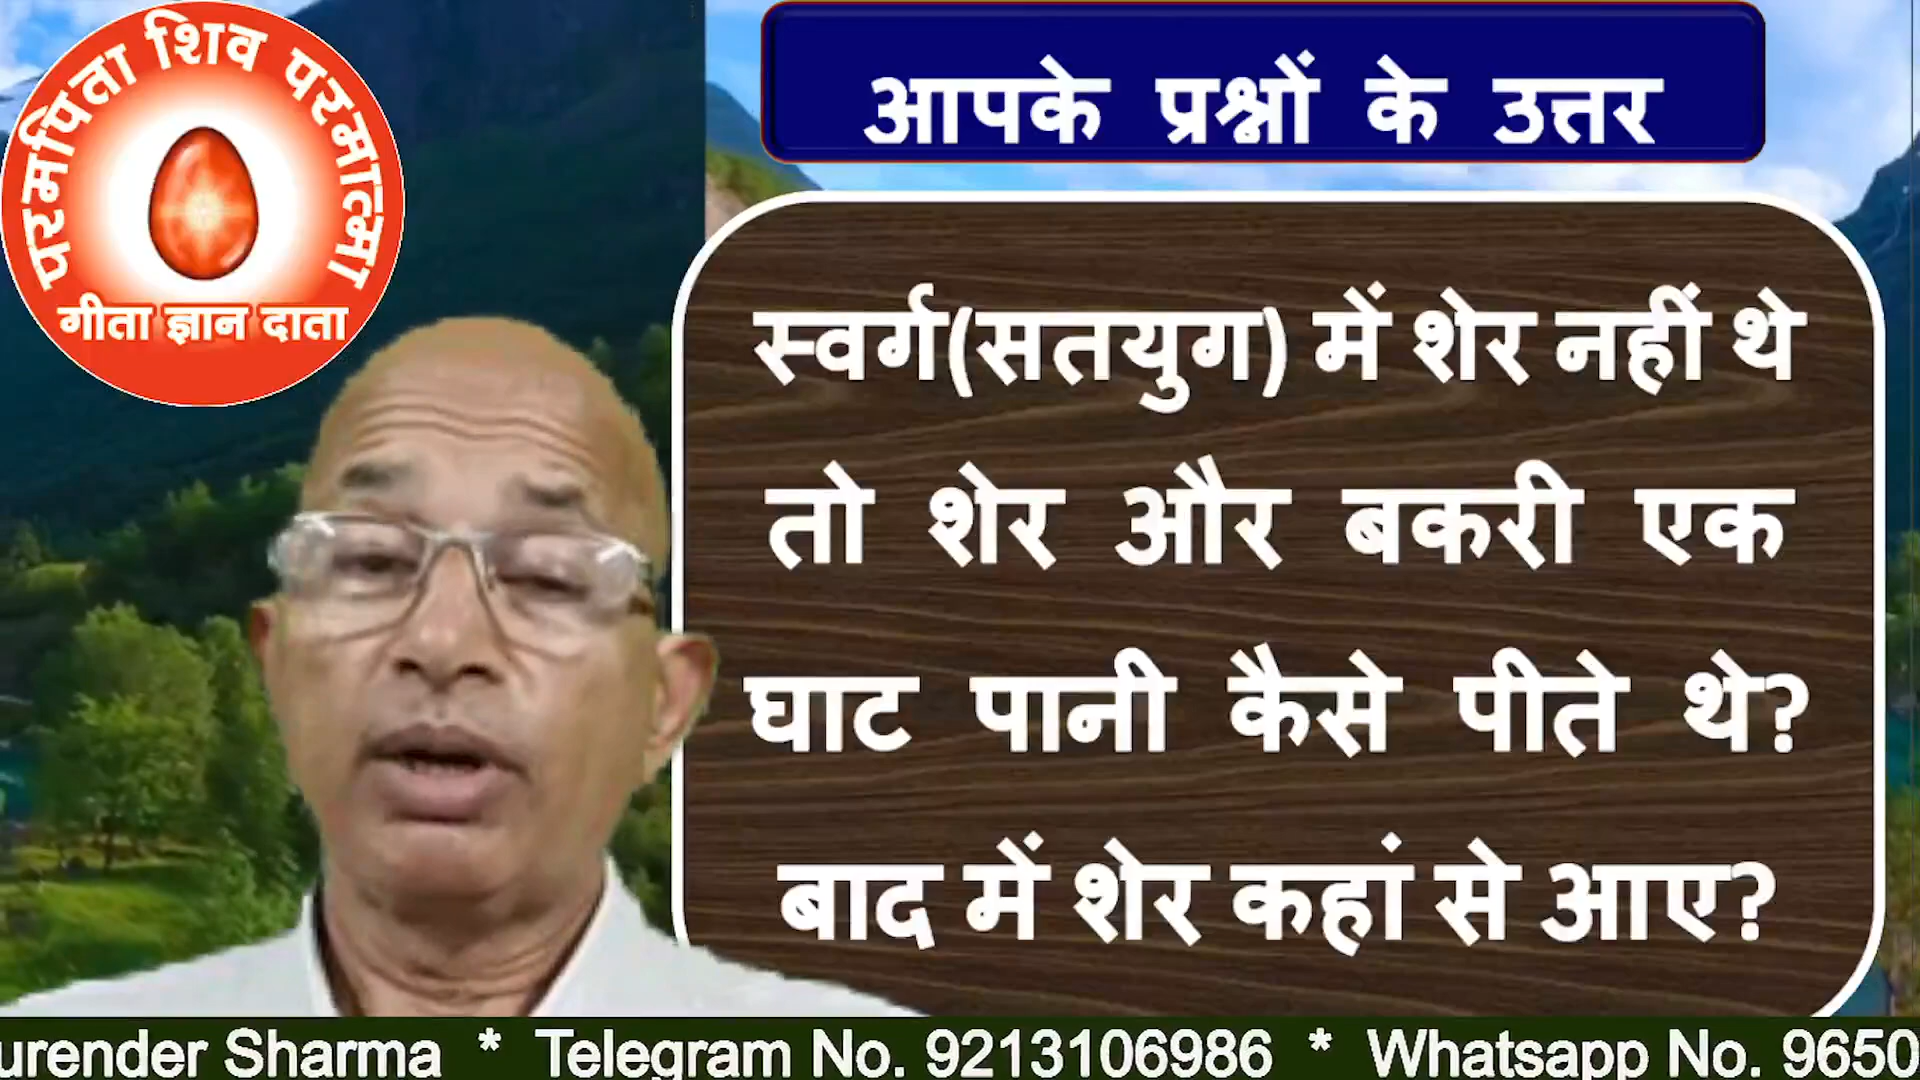 परमपिता शिव परमात्मा
गीता ज्ञान दाता
आपके प्रश्नों के उत्तर
स्वर्ग(सतयुग) में शेर नहीं थे
तो शेर और बकरी एक
घाट पानी कैसे पीते थे?
बाद में शेर कहां से आए?
urender Sharma * Telegram No. 9213106986 * Whatsapp No. 9650